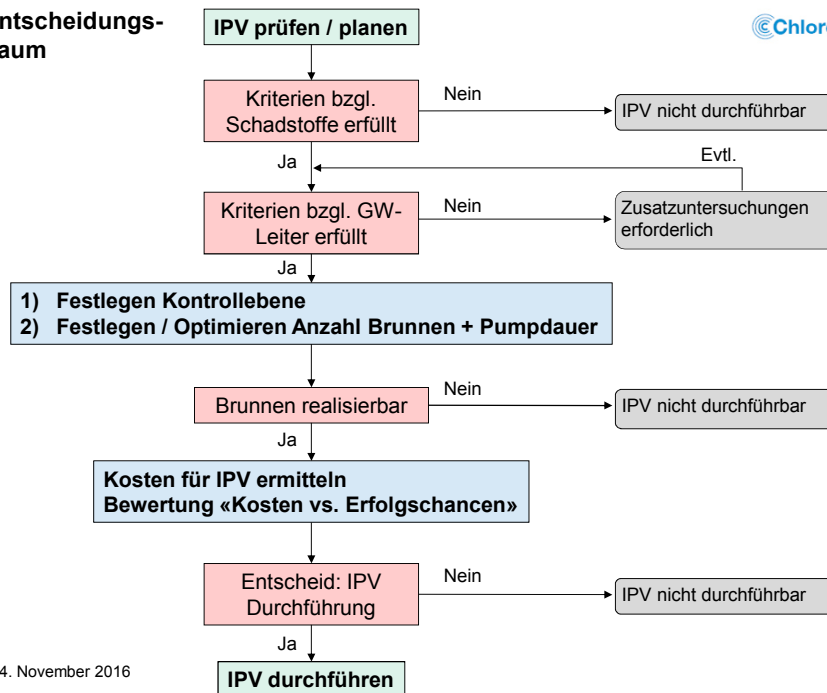 ntscheidungs-
aum
IPV prüfen / planen
Chlor
Kriterien bzgl.
Schadstoffe erfüllt
Nein
IPV nicht durchführbar
Ja
Evtl.
Kriterien bzgl. GW-
Leiter erfüllt
Nein
Zusatzuntersuchungen
erforderlich
Ja
1) Festlegen Kontrollebene
2) Festlegen / Optimieren Anzahl Brunnen + Pumpdauer
Brunnen realisierbar
Nein
IPV nicht durchführbar
Ja
Kosten für IPV ermitteln
Bewertung «Kosten vs. Erfolgschancen»
Entscheid: IPV
Durchführung
Nein
IPV nicht durchführbar
Ja
4. November 2016
IPV durchführen